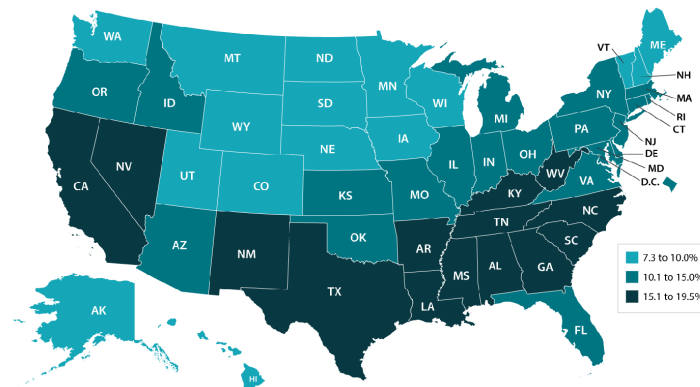 WA
MT
ND
MN
VT
ME
NH
OR
ID
SD
WI
MI
NY
MA
RI
CT
WY
NE
IA
PA
NJ
NV
UT
CO
IL
IN
OH
DE
MD
D.C.
CA
KS
MO
KY
WV
VA
AZ
NM
OK
AR
TN
NC
SC
TX
LA
MS
AL
GA
FL
AK
HI
7.3 to 10.0%
10.1 to 15.0%
15.1 to 19.5%